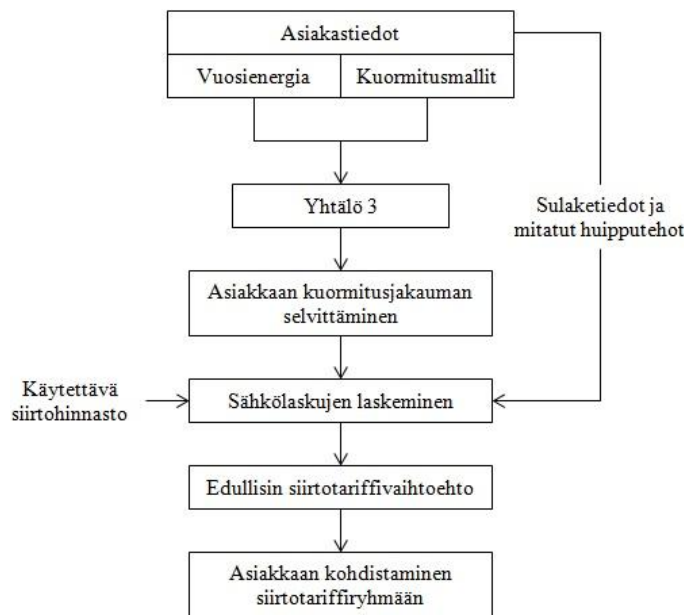 Asiakastiedot
Vuosienergia
Kuormitusmallit
Yhtälö 3
Sulaketiedot ja
mitatut huipputehot
Asiakkaan kuormitusjakauman
selvittäminen
Käytettävä
siirtohinnasto
Sähkölaskujen laskeminen
Edullisin siirtotariffivaihtoehto
Asiakkaan kohdistaminen
siirtotariffiryhmään